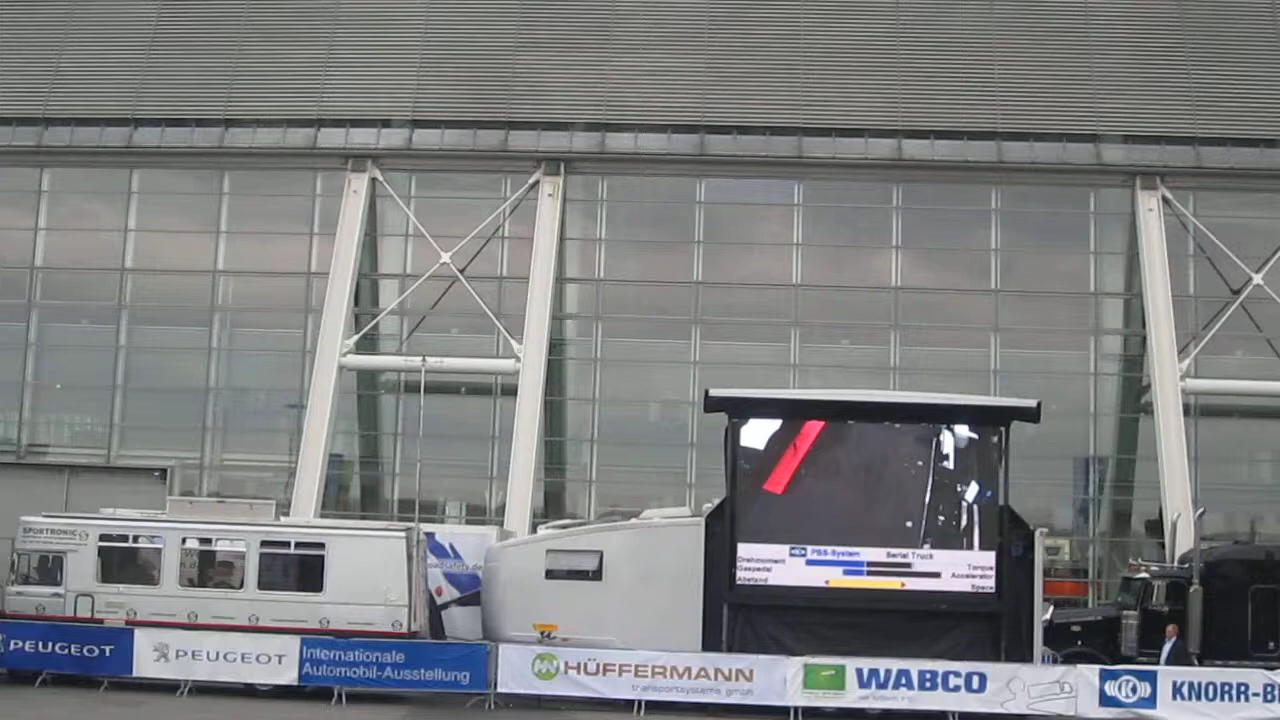 SPORTRONIC
PSS-System Serial Truck
Drehmoment Torque
Gaspedal Accelerator
Abstand Space
PEUGEOT
PEUGEOT
Internationale
Automobil-Ausstellung
HÜFFERMANN
transportsysteme gmbh
WABCO
KNORR-B